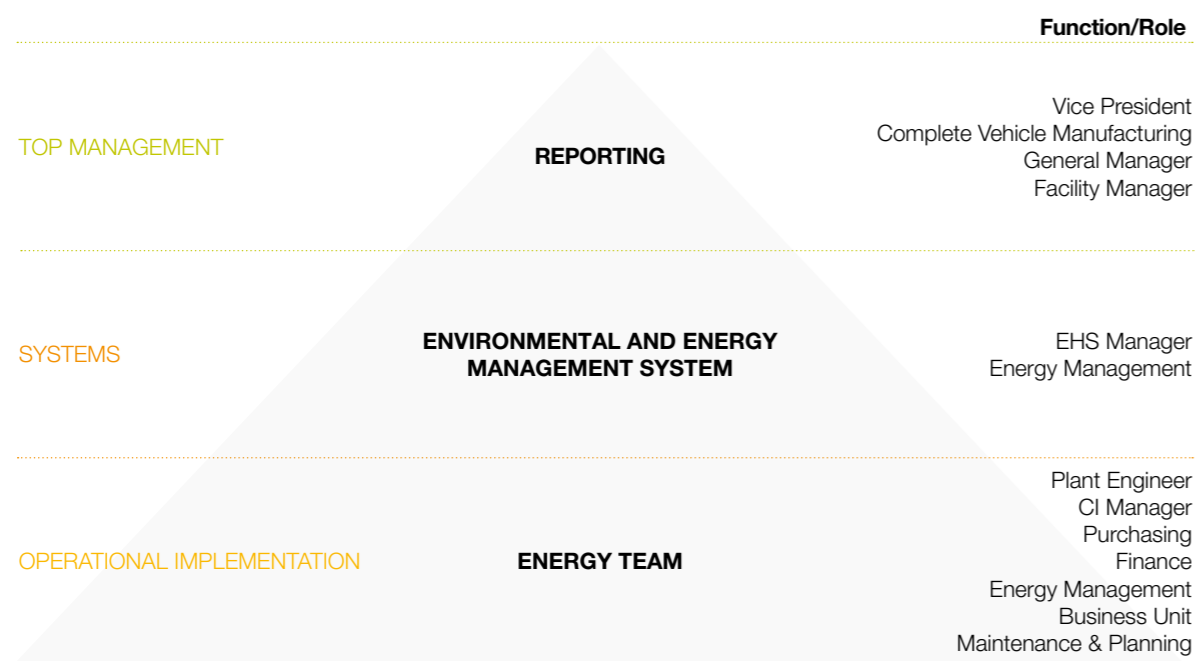 Function/Role
TOP MANAGEMENT
REPORTING
Vice President
Complete Vehicle Manufacturing
General Manager
Facility Manager
SYSTEMS
ENVIRONMENTAL AND ENERGY
MANAGEMENT SYSTEM
EHS Manager
Energy Management
OPERATIONAL IMPLEMENTATION
ENERGY TEAM
Plant Engineer
CI Manager
Purchasing
Finance
Energy Management
Business Unit
Maintenance & Planning